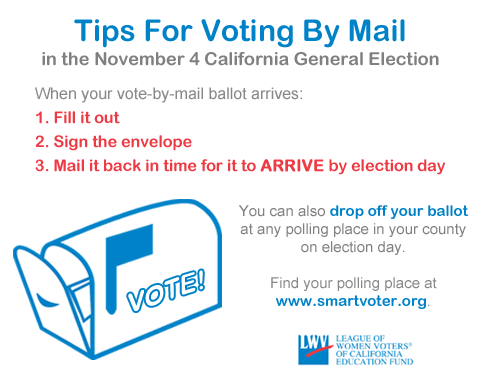 Tips For Voting By Mail
in the November 4 California General Election
When your vote-by-mail ballot arrives:
1. Fill it out
2. Sign the envelope
3. Mail it back in time for it to ARRIVE by election day
VOTE!
You can also drop off your ballot
at any polling place in your county
on election day.
Find your polling place at
www.smartvoter.org.
LWV
LEAGUE OF
WOMEN VOTERS®
OF CALIFORNIA
EDUCATION FUND